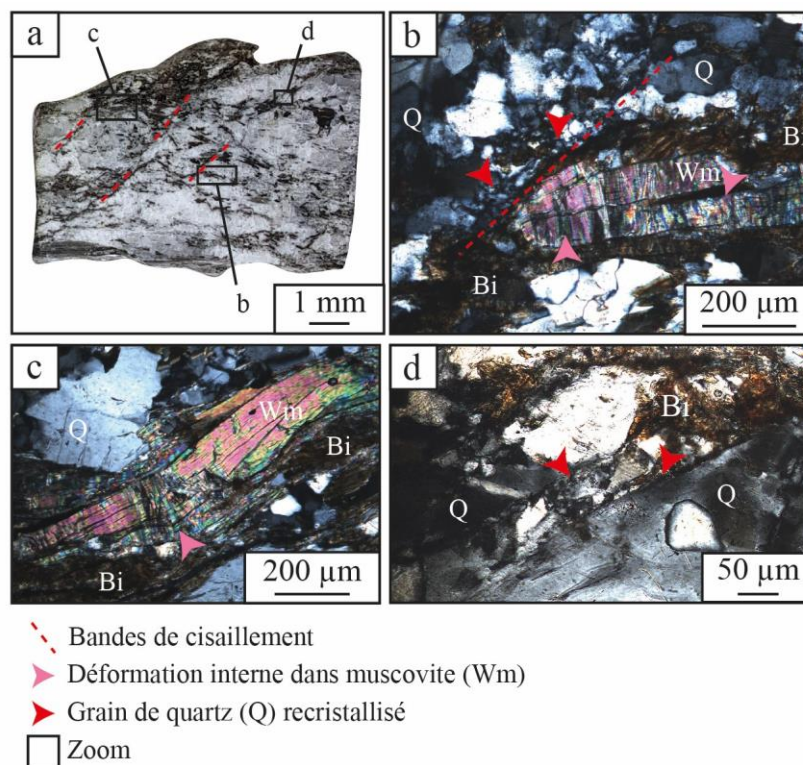 a
c
d
b
1 mm
b
Q
Q
Bi
Wm
Bi
200 µm
c
Q
Wm
Bi
Bi
200 µm
d
Bi
Q
Q
50 µm
Bandes de cisaillement
Déformation interne dans muscovite (Wm)
Grain de quartz (Q) recristallisé
Zoom